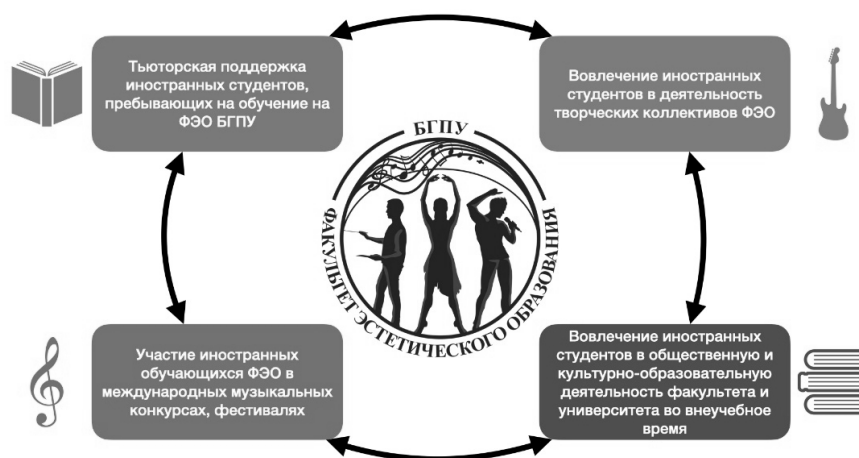 Тьюторская поддержка
иностранных студентов,
пребывающих на обучение на
ФЭО БГПУ
Вовлечение иностранных
студентов в деятельность
творческих коллективов ФЭО
БГПУ
ФАКУЛЬТЕТ ЭСТЕТИЧЕСКОГО ОБРАЗОВАНИЯ
Участие иностранных
обучающихся ФЭО в
международных музыкальных
конкурсах, фестивалях
Вовлечение иностранных
студентов в общественную и
культурно-образовательную
деятельность факультета и
университета во внеучебное
время